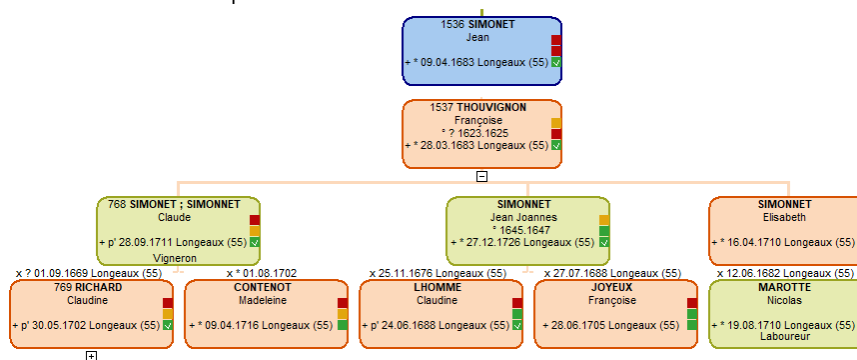 1536 SIMONET
Jean
+ * 09.04.1683 Longeaux (55)
1537 THOUVIGNON
Françoise
° ? 1623.1625
+ * 28.03.1683 Longeaux (55)
768 SIMONET ; SIMONNET
Claude
+ p' 28.09.1711 Longeaux (55)
Vigneron
SIMONNET
Jean Joannes
° 1645.1647
+ * 27.12.1726 Longeaux (55)
SIMONNET
Elisabeth
+ * 16.04.1710 Longeaux (55)
x ? 01.09.1669 Longeaux (55)
x * 01.08.1702
x 25.11.1676 Longeaux (55)
x 27.07.1688 Longeaux (55)
x 12.06.1682 Longeaux (55)
769 RICHARD
Claudine
+ p' 30.05.1702 Longeaux (55)
CONTENOT
Madeleine
+ * 09.04.1716 Longeaux (55)
LHOMME
Claudine
+ p' 24.06.1688 Longeaux (55)
JOYEUX
Françoise
+ 28.06.1705 Longeaux (55)
MAROTTE
Nicolas
+ * 19.08.1710 Longeaux (55)
Laboureur